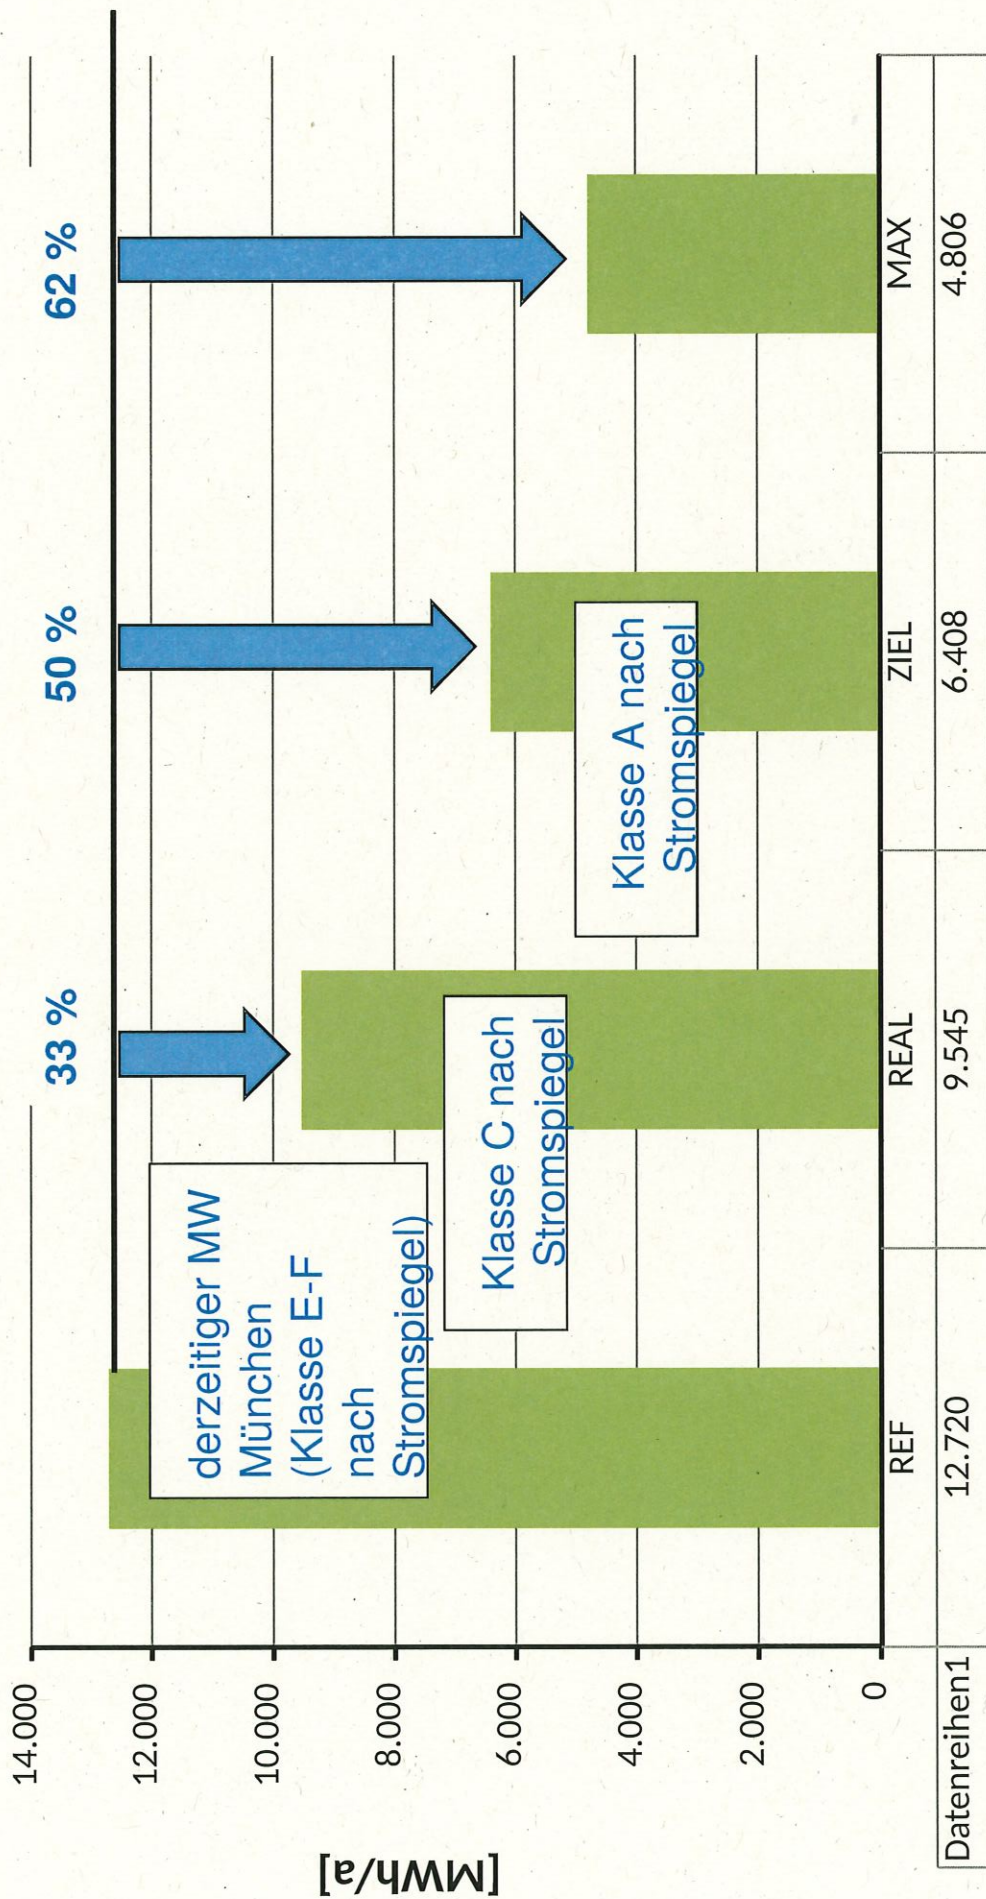 33 %
50 %
62 %
[MWh/a]
14.000
12.000
10.000
8.000
6.000
4.000
2.000
0
derzeitiger MW
München
(Klasse E-F
nach
Stromspiegel)
Klasse C nach
Stromspiegel
Klasse A nach
Stromspiegel
REF
REAL
ZIEL
MAX
Datenreihen1
12.720
9.545
6.408
4.806